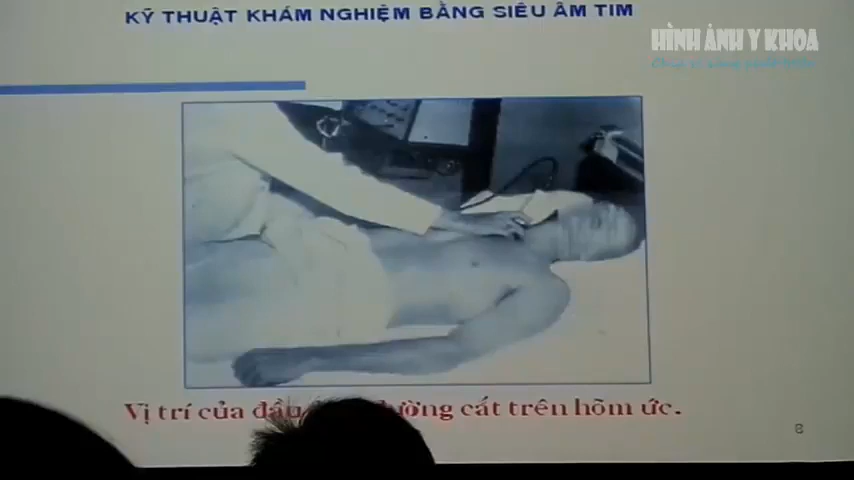 KỸ THUẬT KHÁM NGHIỆM BẰNG SIÊU ÂM TIM
HÌNH ẢNH Y KHOA
Vị trí của đầu cắt trên hõm ức.
8